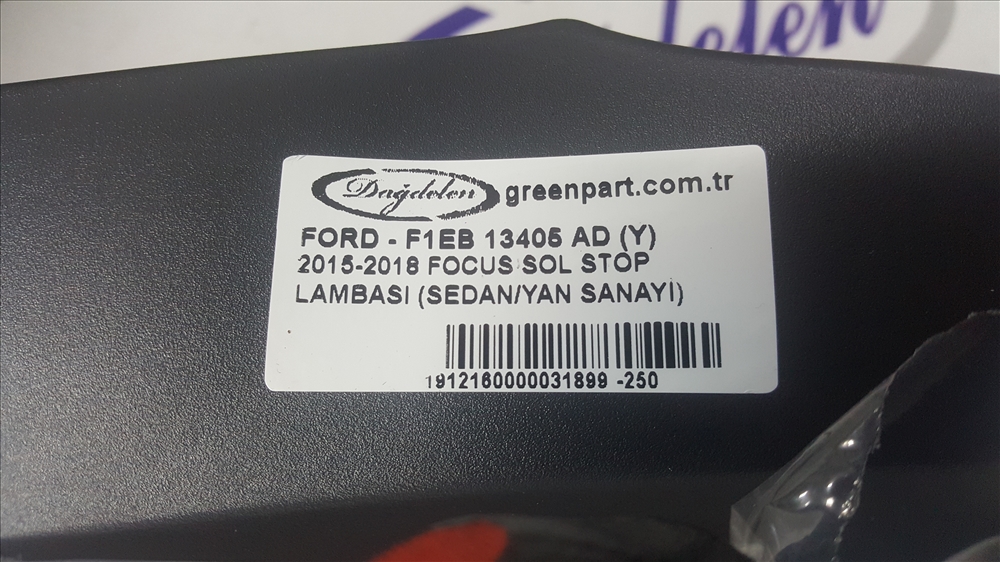 Dağdelen
greenpart.com.tr
FORD - F1EB 13405 AD (Y)
2015-2018 FOCUS SOL STOP
LAMBASI (SEDAN/YAN SANAYİ)
1912160000031899 -250